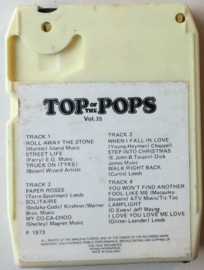 TOP OF THE POPS
Vol.35
TRACK 1
ROLL AWAY THE STONE
(Hunter) Island Music
STREET LIFE
(Ferry) E.G. Music
TRUCK ON (TYKE)
(Bolan) Wizard Artists
TRACK 2
PAPER ROSES
(Torre-Spielman) Leeds
SOLITAIRE
(Sedaka-Cody) Kirshner/Warner
Bros. Music
MY CO-CA-CHOO
(Shelley) Magnet Music
P. 1973
TRACK 3
WHEN I FALL IN LOVE
(Young-Heyman) Chappell
STEP INTO CHRISTMAS
(E.John-B.Taupin) Dick
James Music
WALK RIGHT BACK
(Curtis) Leeds
TRACK 4
YOU WON'T FIND ANOTHER
FOOL LIKE ME (Macauley-
Stevens) ATV Music/Tic Toc
LAMPLIGHT
(D.Essex) Jeff Wayne
I LOVE YOU LOVE ME LOVE
(Glitter-Leander) Leeds